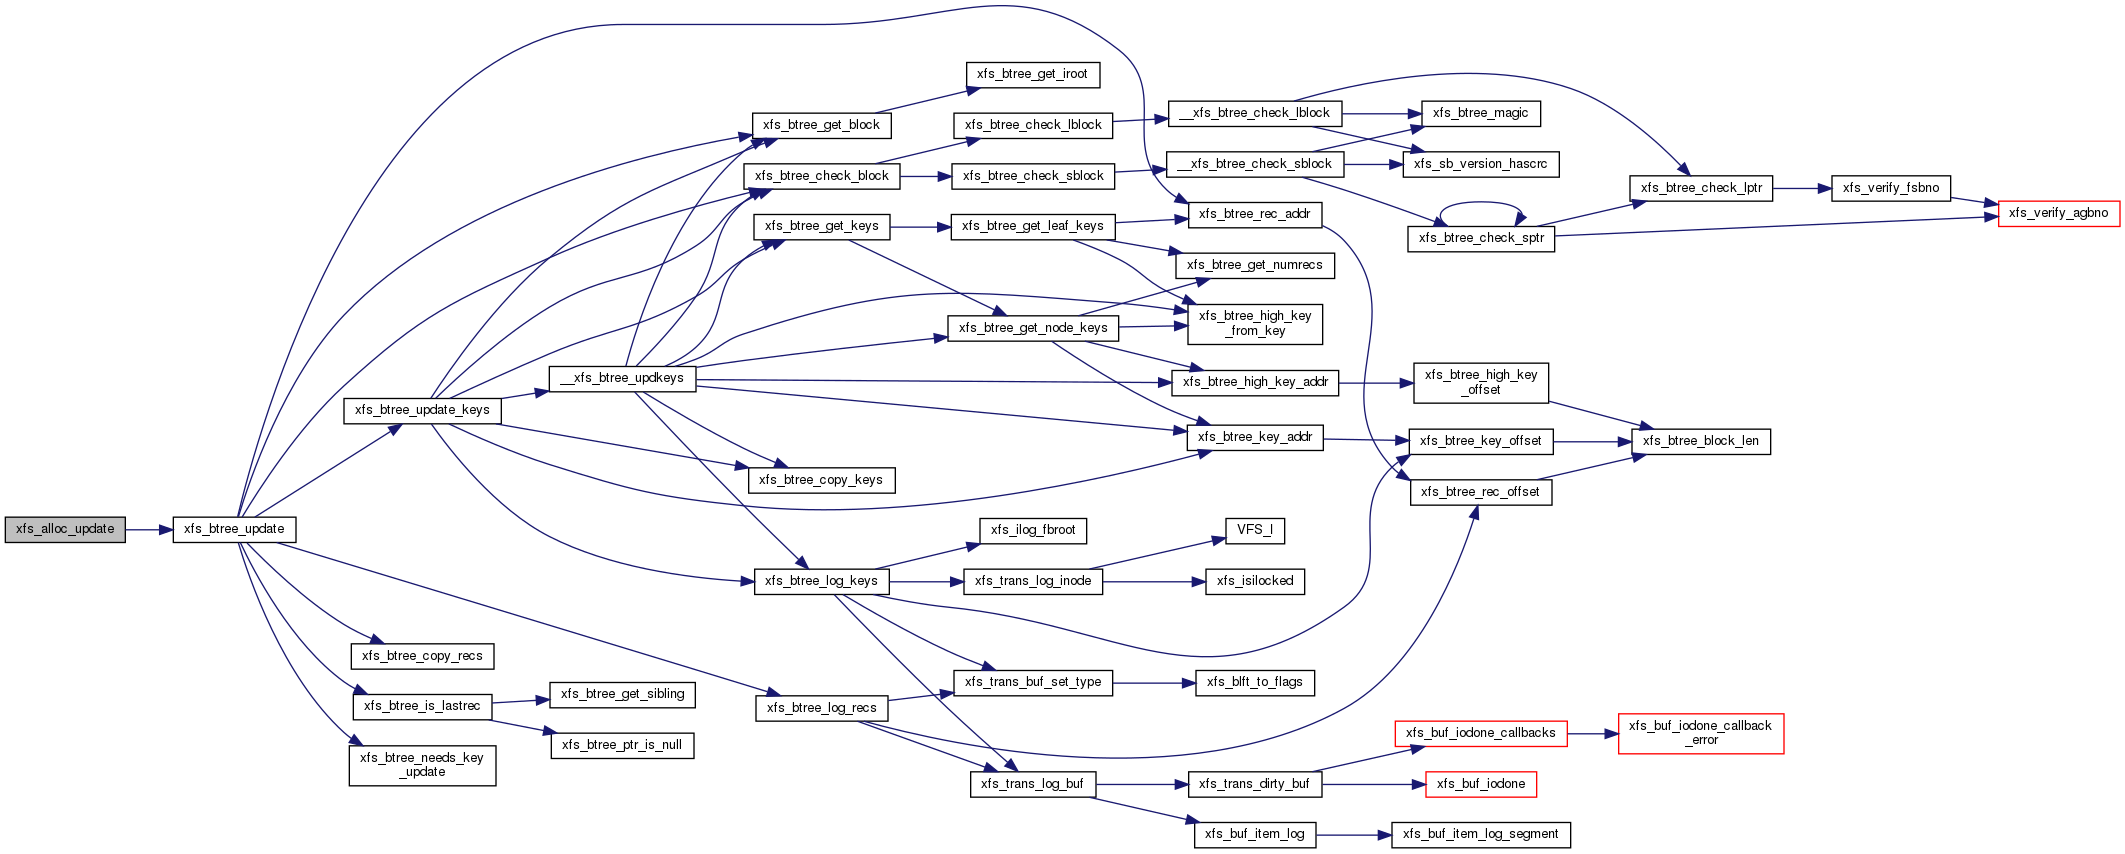 xfs_alloc_update
xfs_btree_update
xfs_btree_update_keys
xfs_btree_copy_recs
xfs_btree_is_lastrec
xfs_btree_needs_key
_update
__xfs_btree_updkeys
xfs_btree_get_sibling
xfs_btree_ptr_is_null
xfs_btree_get_block
xfs_btree_check_block
xfs_btree_get_keys
xfs_btree_copy_keys
xfs_btree_log_keys
xfs_btree_log_recs
xfs_btree_get_iroot
xfs_btree_check_lblock
xfs_btree_check_sblock
xfs_btree_get_leaf_keys
xfs_btree_get_node_keys
xfs_ilog_fbroot
xfs_trans_log_inode
xfs_trans_buf_set_type
xfs_trans_log_buf
__xfs_btree_check_lblock
__xfs_btree_check_sblock
xfs_btree_rec_addr
xfs_btree_get_numrecs
xfs_btree_high_key
_from_key
xfs_btree_high_key_addr
xfs_btree_key_addr
VFS_I
xfs_isilocked
xfs_blft_to_flags
xfs_trans_dirty_buf
xfs_buf_item_log
xfs_btree_magic
xfs_sb_version_hascrc
xfs_btree_check_sptr
xfs_btree_high_key
_offset
xfs_btree_key_offset
xfs_btree_rec_offset
xfs_buf_iodone_callbacks
xfs_buf_iodone
xfs_buf_item_log_segment
xfs_btree_check_lptr
xfs_btree_block_len
xfs_buf_iodone_callback
_error
xfs_verify_fsbno
xfs_verify_agbno